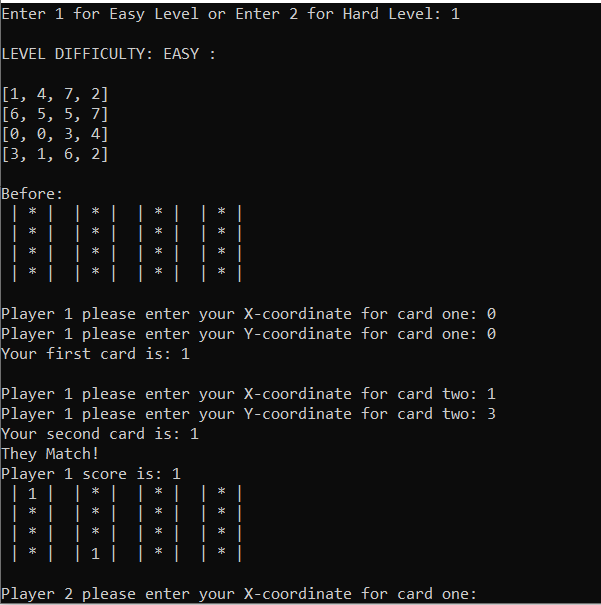 Enter 1 for Easy Level or Enter 2 for Hard Level: 1
LEVEL DIFFICULTY: EASY :
[1, 4, 7, 2]
[6, 5, 5, 7]
[0, 0, 3, 4]
[3, 1, 6, 2]
Before:
| * |  | * |  | * |  | * |
| * |  | * |  | * |  | * |
| * |  | * |  | * |  | * |
| * |  | * |  | * |  | * |
Player 1 please enter your X-coordinate for card one: 0
Player 1 please enter your Y-coordinate for card one: 0
Your first card is: 1
Player 1 please enter your X-coordinate for card two: 1
Player 1 please enter your Y-coordinate for card two: 3
Your second card is: 1
They Match!
Player 1 score is: 1
| 1 |  | * |  | * |  | * |
| * |  | * |  | * |  | * |
| * |  | * |  | * |  | * |
| * |  | 1 |  | * |  | * |
Player 2 please enter your X-coordinate for card one: